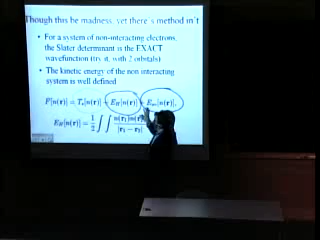 Though this be madness, yet there's method in't
• For a system of non-interacting electrons,
the Slater determinant is the EXACT
wavefunction (try it, with 2 orbitals)
• The kinetic energy of the non interacting
system is well defined
F[n(r)] = Tₛ[n(r)] + E_H[n(r)] + E_xc[n(r)]
E_H[n(r)] = 1/2 ∫∫ n(r₁)n(r / |r₁ − r₂|